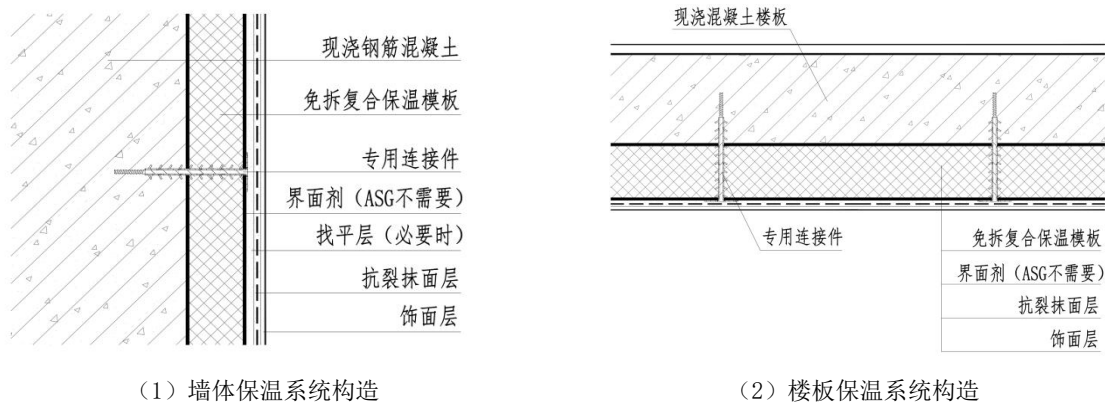 现浇钢筋混凝土
免拆复合保温模板
专用连接件
界面剂（ASG不需要）
找平层（必要时）
抗裂抹面层
饰面层
（1）墙体保温系统构造
现浇混凝土楼板
专用连接件
免拆复合保温模板
界面剂（ASG不需要）
抗裂抹面层
饰面层
（2）楼板保温系统构造